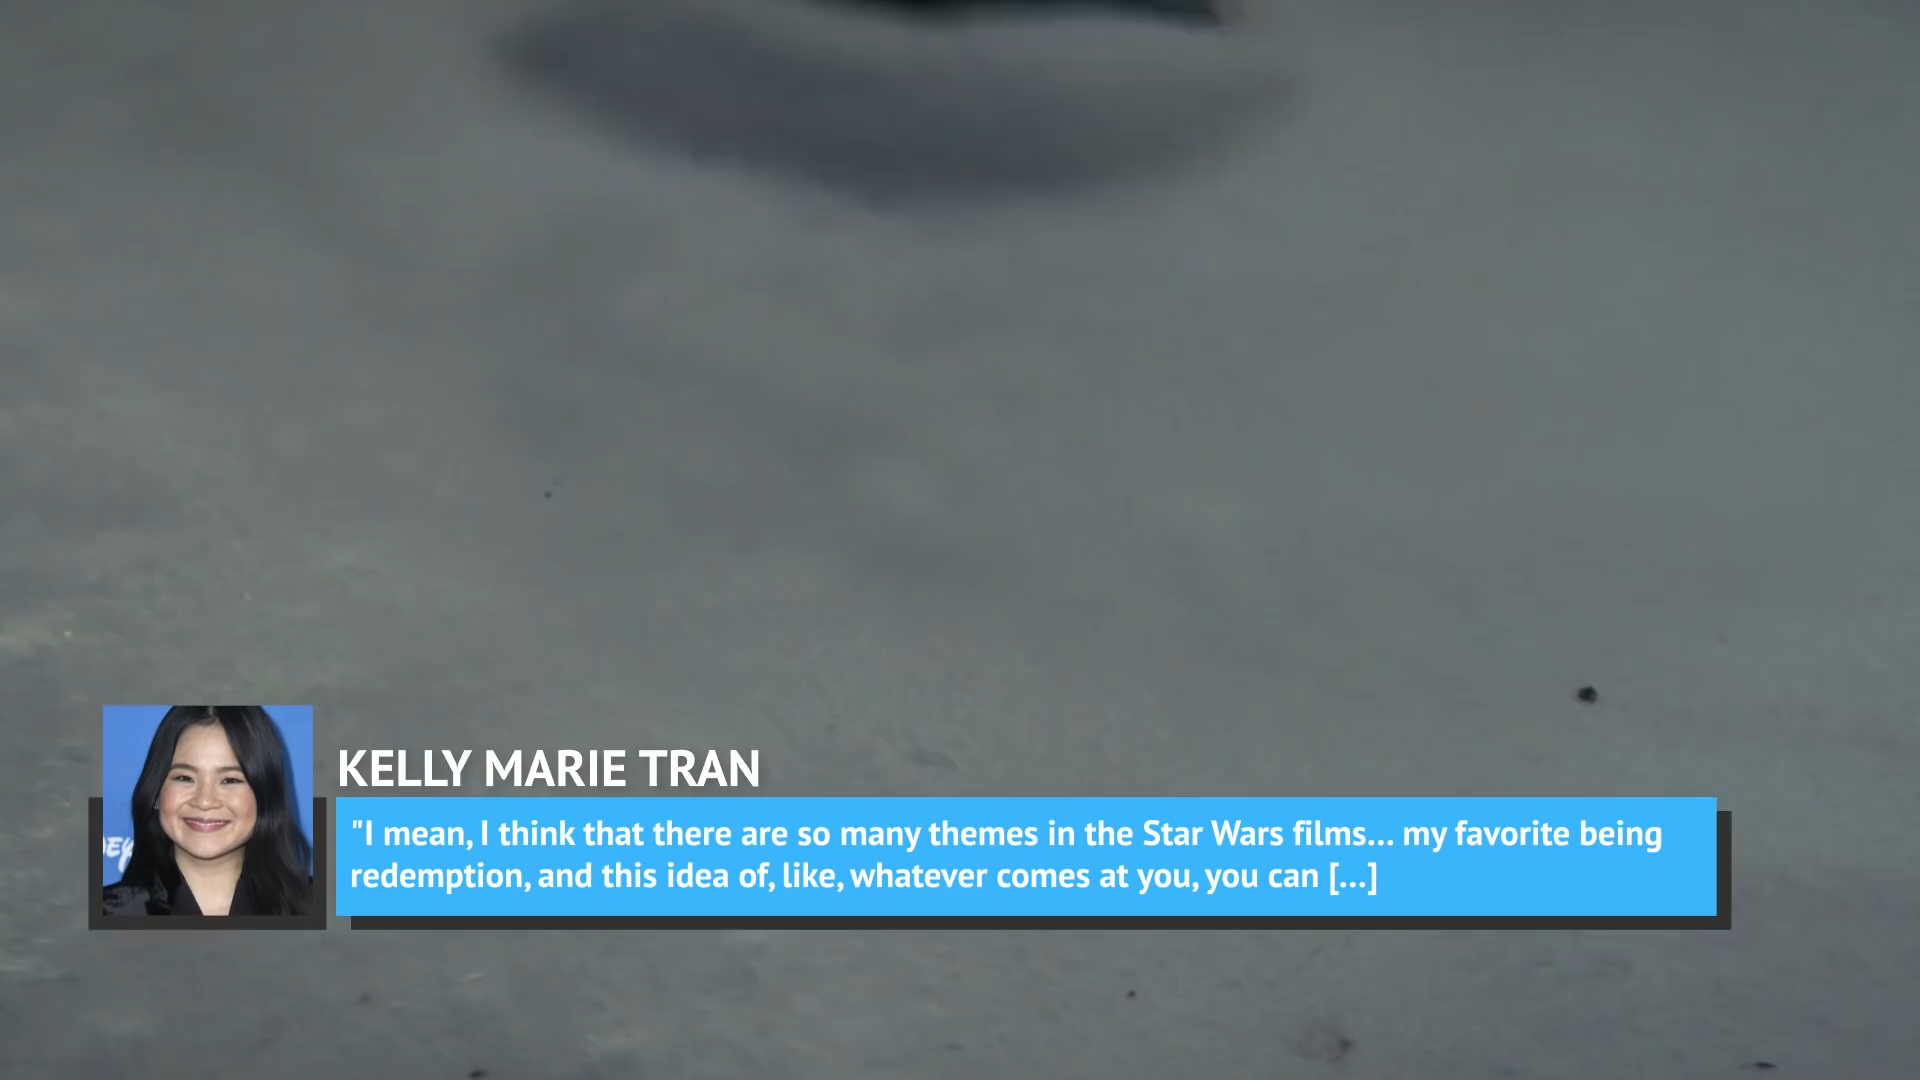 KELLY MARIE TRAN
"I mean, I think that there are so many themes in the Star Wars films... my favorite being
redemption, and this idea of, like, whatever comes at you, you can [...]